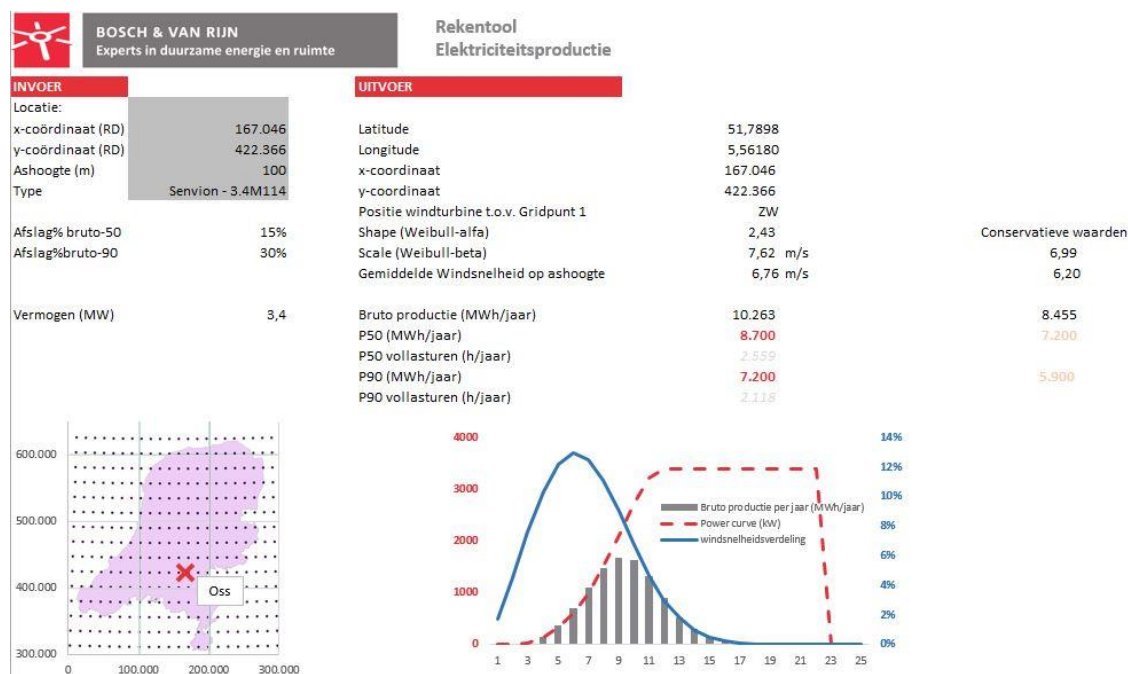 BOSCH & VAN RIJN
Experts in duurzame energie en ruimte
Rekentool
Elektriciteitsproductie
INVOER
UITVOER
Locatie:
x-coördinaat (RD) 167.046 Latitude 51,7898
y-coördinaat (RD) 422.366 Longitude 5,56180
Ashoogte (m) 100 x-coordinaat 167.046
Type Senvion - 3.4M114 y-coordinaat 422.366
Positie windturbine t.o.v. Gridpunt 1 ZW
Afslag% bruto-50 15% Shape (Weibull-alfa) 2,43 Conservatieve waarden
Afslag%bruto-90 30% Scale (Weibull-beta) 7,62 m/s 6,99
Gemiddelde Windsnelheid op ashoogte 6,76 m/s 6,20
Vermogen (MW) 3,4 Bruto productie (MWh/jaar) 10.263 8.455
P50 (MWh/jaar) 8.700 7.200
P50 vollasturen (h/jaar) 2.559
P90 (MWh/jaar) 7.200 5.900
P90 vollasturen (h/jaar) 2.118
600.000
500.000
400.000
300.000
0 100.000 200.000 300.000
Oss
4000
3000
2000
1000
0
14%
12%
10%
8%
6%
4%
2%
0%
Bruto productie per jaar (MWh/jaar)
Power curve (kW)
windsnelheidsverdeling
1 3 5 7 9 11 13 15 17 19 21 23 25